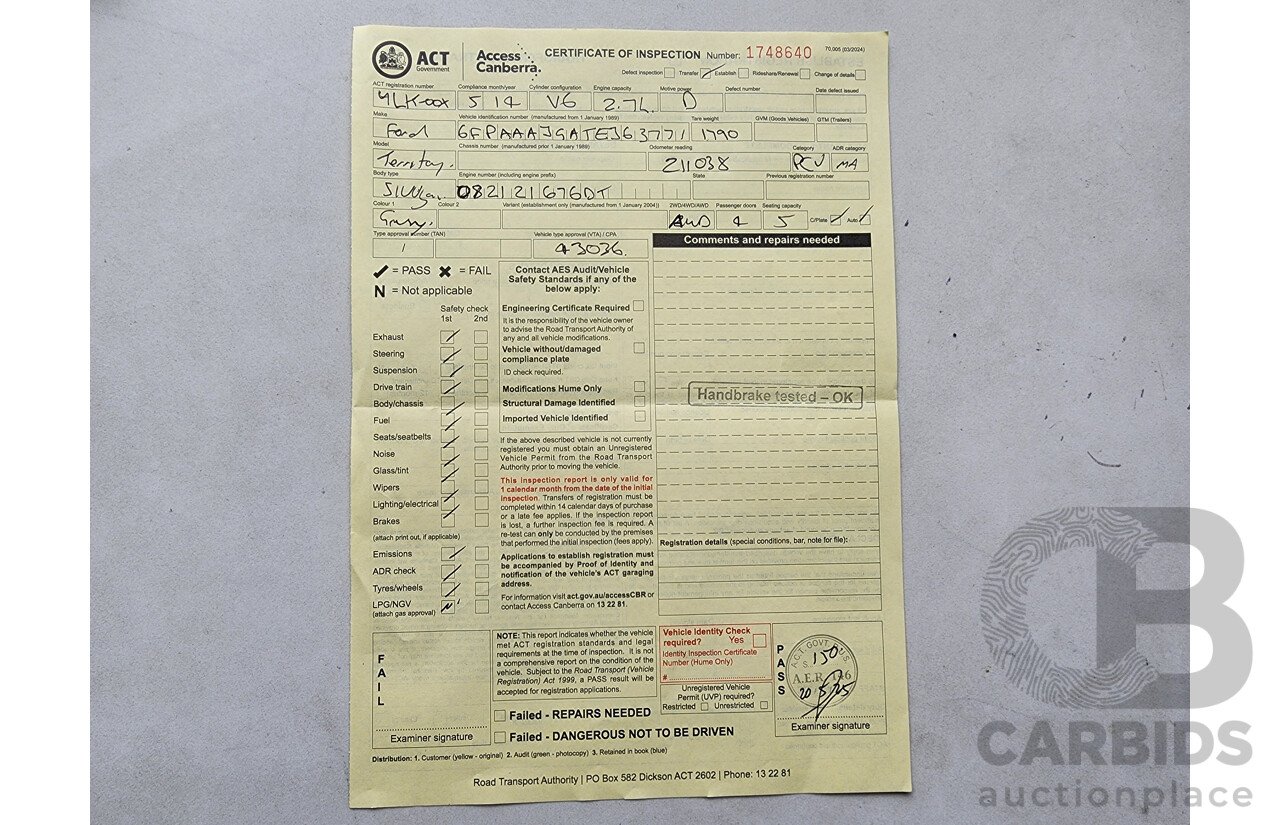 ACT Government
Access Canberra.
CERTIFICATE OF INSPECTION Number: 1748640
70.005 (03/2024)
Defect inspection Transfer Establish Rideshare/Renewal Change of details
ACT registration number Compliance month/year Cylinder configuration Engine capacity Motive power Defect number Date defect issued
5 14 V6 2.7L D
Make Vehicle identification number (manufactured from 1 January 1989) Tare weight GVM (Goods Vehicles) GTM (Trailers)
Ford 6FPAAAJGATEJ63771 1790
Model Chassis number (manufactured prior 1 January 1989) Odometer reading Category ADR category
211038 PCV MA
Body type Engine number (including engine prefix) State Previous registration number
082121676DT
Colour 1 Colour 2 Variant (establishment only (manufactured from 1 January 2004)) 2WD/4WD/AWD Passenger doors Seating capacity
AWD 4 5 C/Plate Auto
Type approval number (TAN) Vehicle type approval (VTA) / CPA
43036.
Comments and repairs needed
✓ = PASS ✗ = FAIL
N = Not applicable
Safety check
1st 2nd
Exhaust
Steering
Suspension
Drive train
Body/chassis
Fuel
Seats/seatbelts
Noise
Glass/tint
Wipers
Lighting/electrical
Brakes
(attach print out, if applicable)
Emissions
ADR check
Tyres/wheels
LPG/NGV N
(attach gas approval)
Contact AES Audit/Vehicle
Safety Standards if any of the
below apply:
Engineering Certificate Required
It is the responsibility of the vehicle owner
to advise the Road Transport Authority of
any and all vehicle modifications.
Vehicle without/damaged
compliance plate
ID check required.
Modifications Hume Only
Structural Damage Identified
Imported Vehicle Identified
If the above described vehicle is not currently
registered you must obtain an Unregistered
Vehicle Permit from the Road Transport
Authority prior to moving the vehicle.
This inspection report is only valid for
1 calendar month from the date of the initial
inspection. Transfers of registration must be
completed within 14 calendar days of purchase
or a late fee applies. If the inspection report
is lost, a further inspection fee is required. A
re-test can only be conducted by the premises
that performed the initial inspection (fees apply).
Applications to establish registration must
be accompanied by Proof of Identity and
notification of the vehicle's ACT garaging
address.
For information visit act.gov.au/accessCBR or
contact Access Canberra on 13 22 81.
Handbrake tested – OK
Registration details (special conditions, bar, note for file):
FAIL
Examiner signature
NOTE: This report indicates whether the vehicle
met ACT registration standards and legal
requirements at the time of inspection. It is not
a comprehensive report on the condition of the
vehicle. Subject to the Road Transport (Vehicle
Registration) Act 1999, a PASS result will be
accepted for registration applications.
Failed - REPAIRS NEEDED
Failed - DANGEROUS NOT TO BE DRIVEN
Vehicle Identity Check
required? Yes
Identity Inspection Certificate
Number (Hume Only)
#
Unregistered Vehicle
Permit (UVP) required?
Restricted Unrestricted
PASS
A.E.R.
Examiner signature
Distribution: 1. Customer (yellow - original) 2. Audit (green - photocopy) 3. Retained in book (blue)
Road Transport Authority | PO Box 582 Dickson ACT 2602 | Phone: 13 22 81
CB
CARBIDS
auctionplace